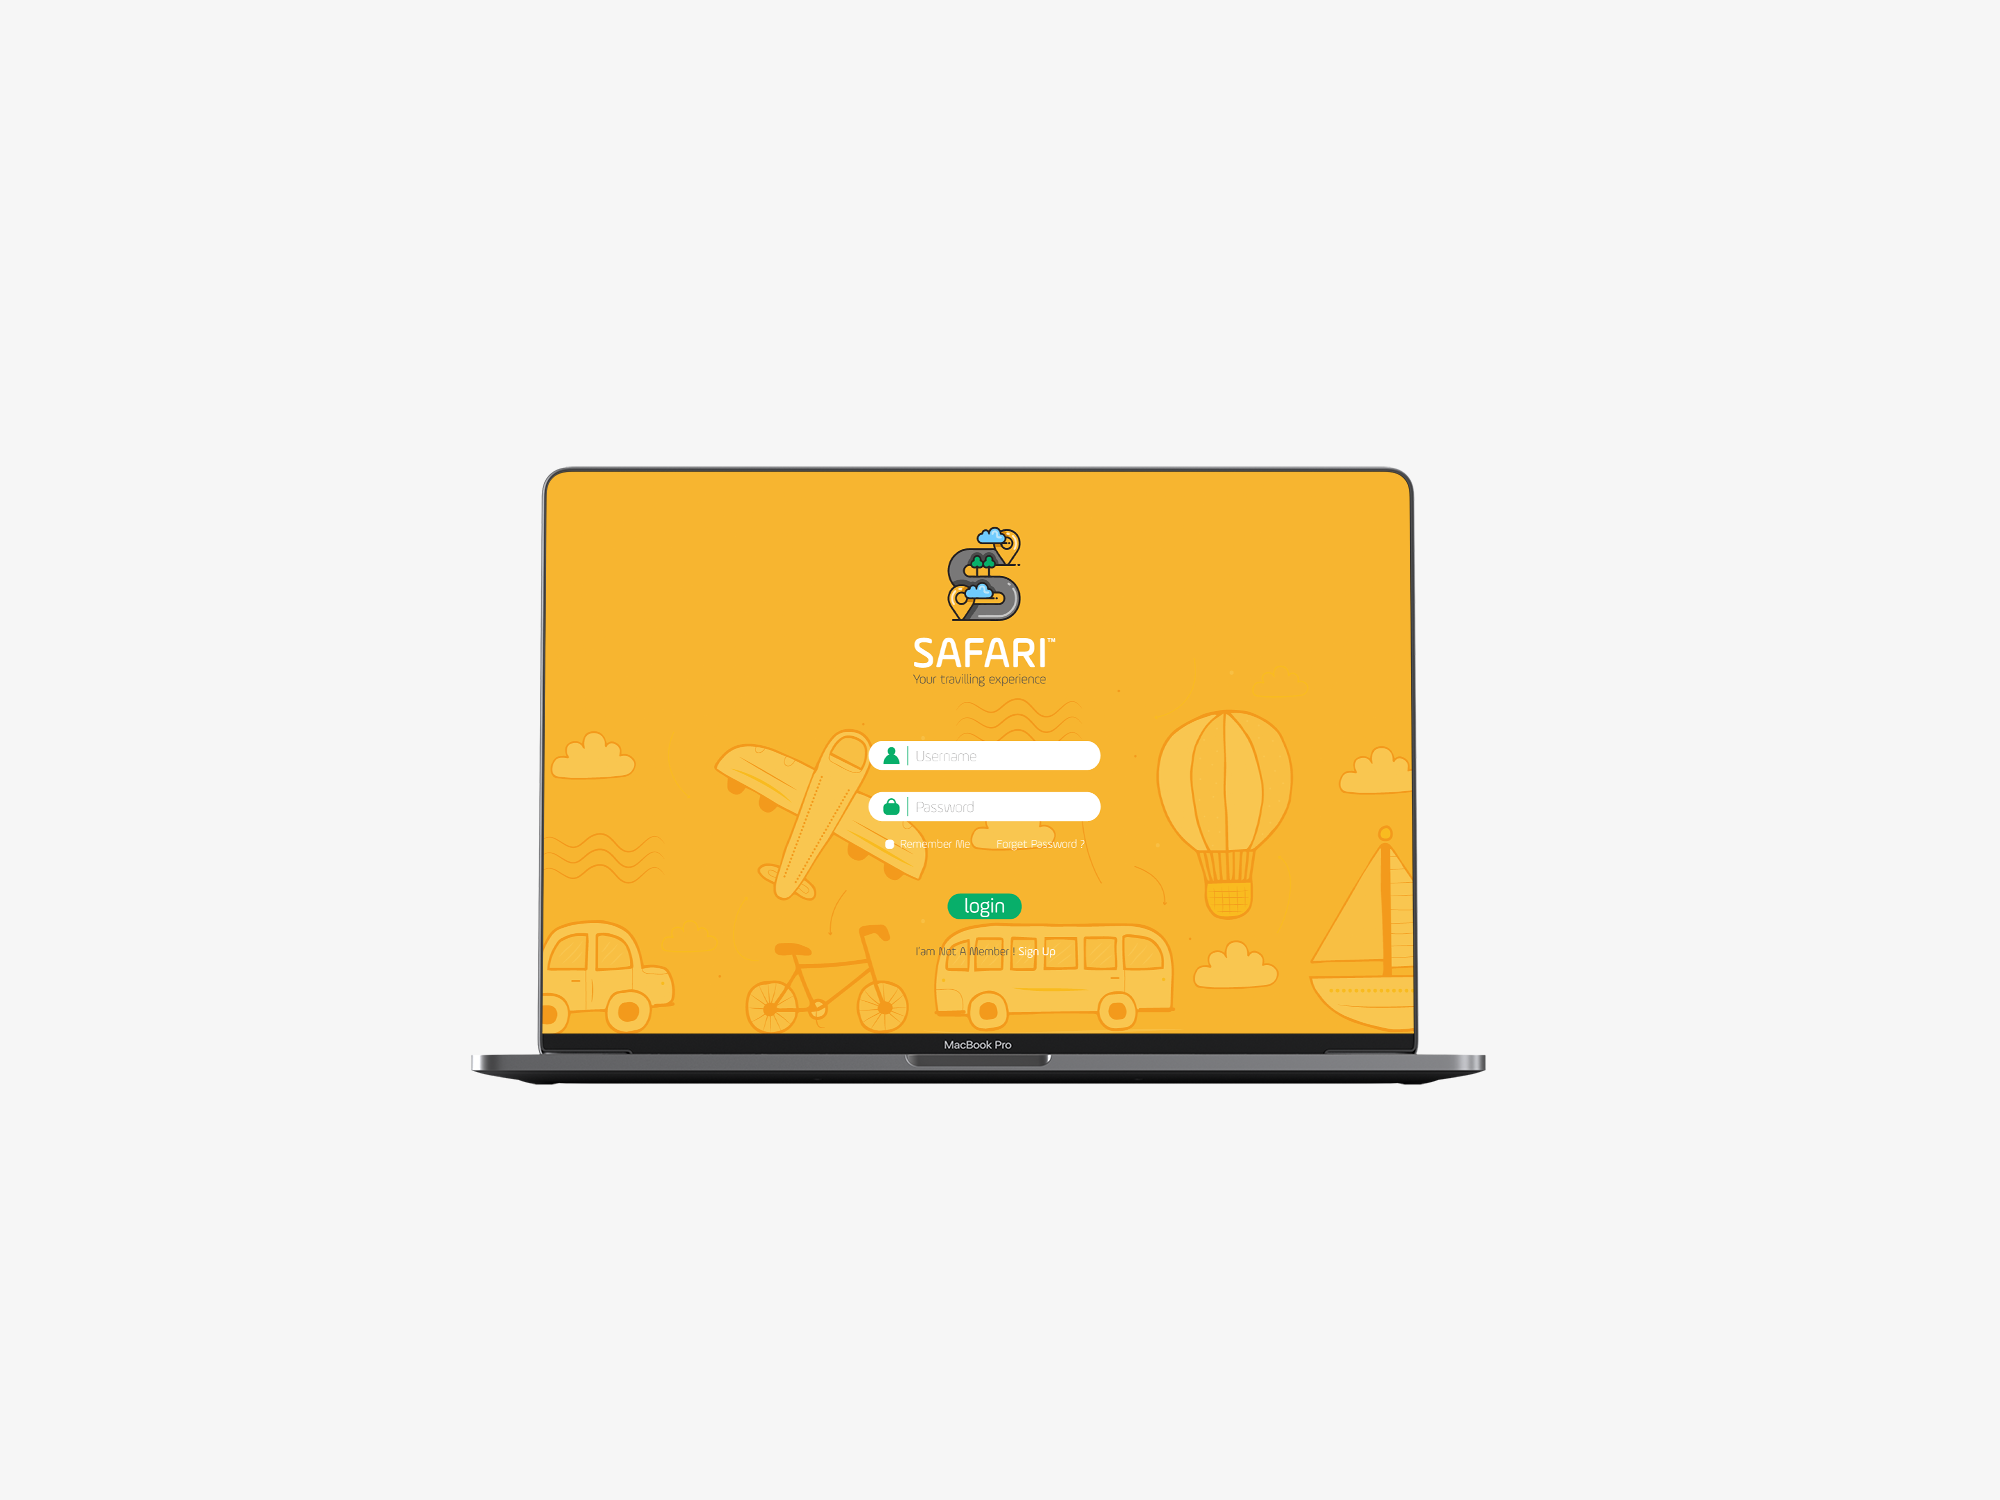 SAFARI™
Your travilling experience
Username
Password
Remember Me Forget Password ?
login
I'am Not A Member ! Sign Up
MacBook Pro